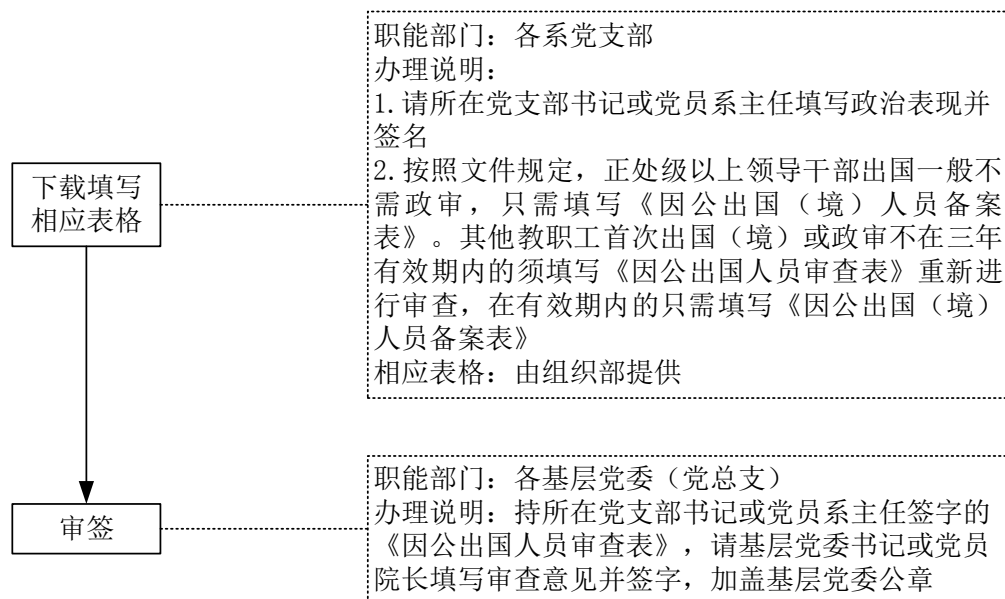 职能部门：各系党支部
办理说明：
1.请所在党支部书记或党员系主任填写政治表现并
签名
2.按照文件规定，正处级以上领导干部出国一般不
需政审，只需填写《因公出国（境）人员备案
表》。其他教职工首次出国（境）或政审不在三年
有效期内的须填写《因公出国人员审查表》重新进
行审查，在有效期内的只需填写《因公出国（境）
人员备案表》
相应表格：由组织部提供
下载填写
相应表格
职能部门：各基层党委（党总支）
办理说明：持所在党支部书记或党员系主任签字的
《因公出国人员审查表》，请基层党委书记或党员
院长填写审查意见并签字，加盖基层党委公章
审签